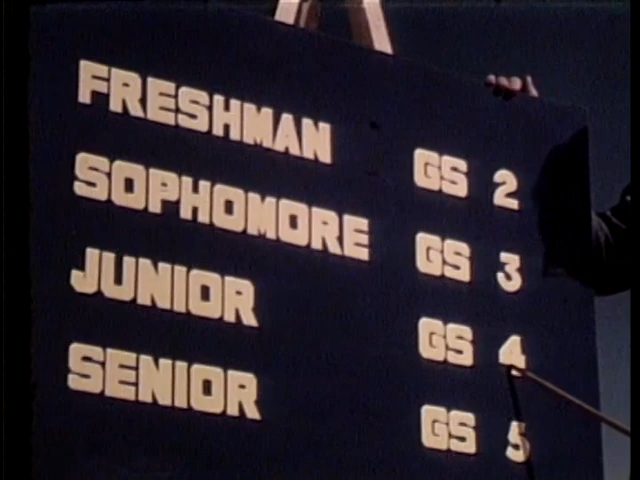 FRESHMAN GS 2
SOPHOMORE GS 3
JUNIOR GS 4
SENIOR GS 5